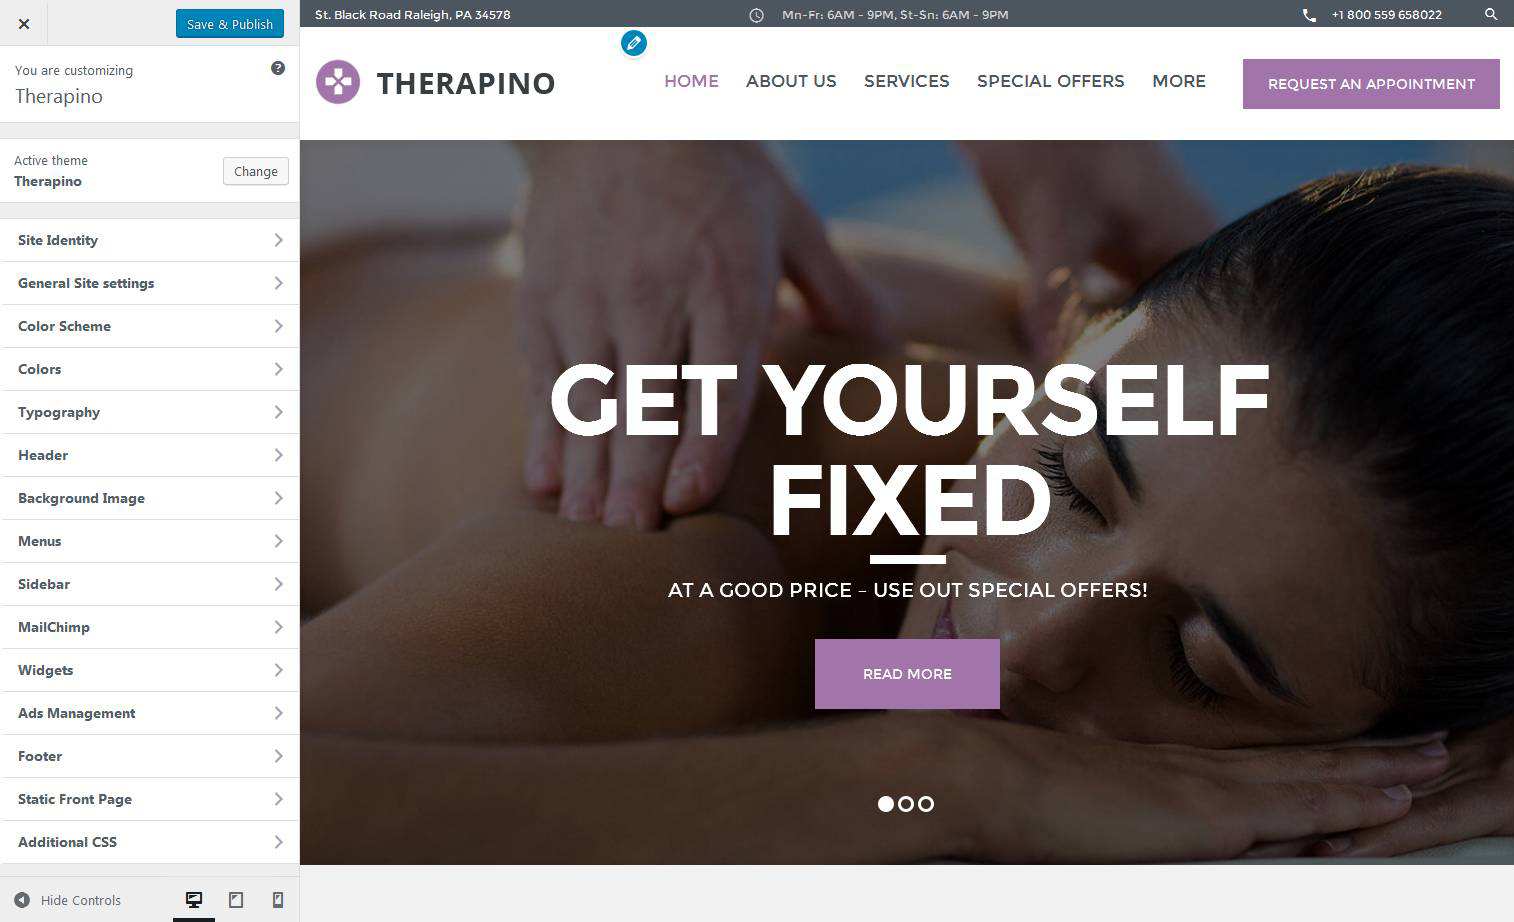 Save & Publish
You are customizing
Therapino
Active theme
Therapino
Change
Site Identity
General Site settings
Color Scheme
Colors
Typography
Header
Background Image
Menus
Sidebar
MailChimp
Widgets
Ads Management
Footer
Static Front Page
Additional CSS
Hide Controls
St. Black Road Raleigh, PA 34578
Mn-Fr: 6AM - 9PM, St-Sn: 6AM - 9PM
+1 800 559 658022
THERAPINO
HOME ABOUT US SERVICES SPECIAL OFFERS MORE
REQUEST AN APPOINTMENT
GET YOURSELF
FIXED
AT A GOOD PRICE - USE OUT SPECIAL OFFERS!
READ MORE